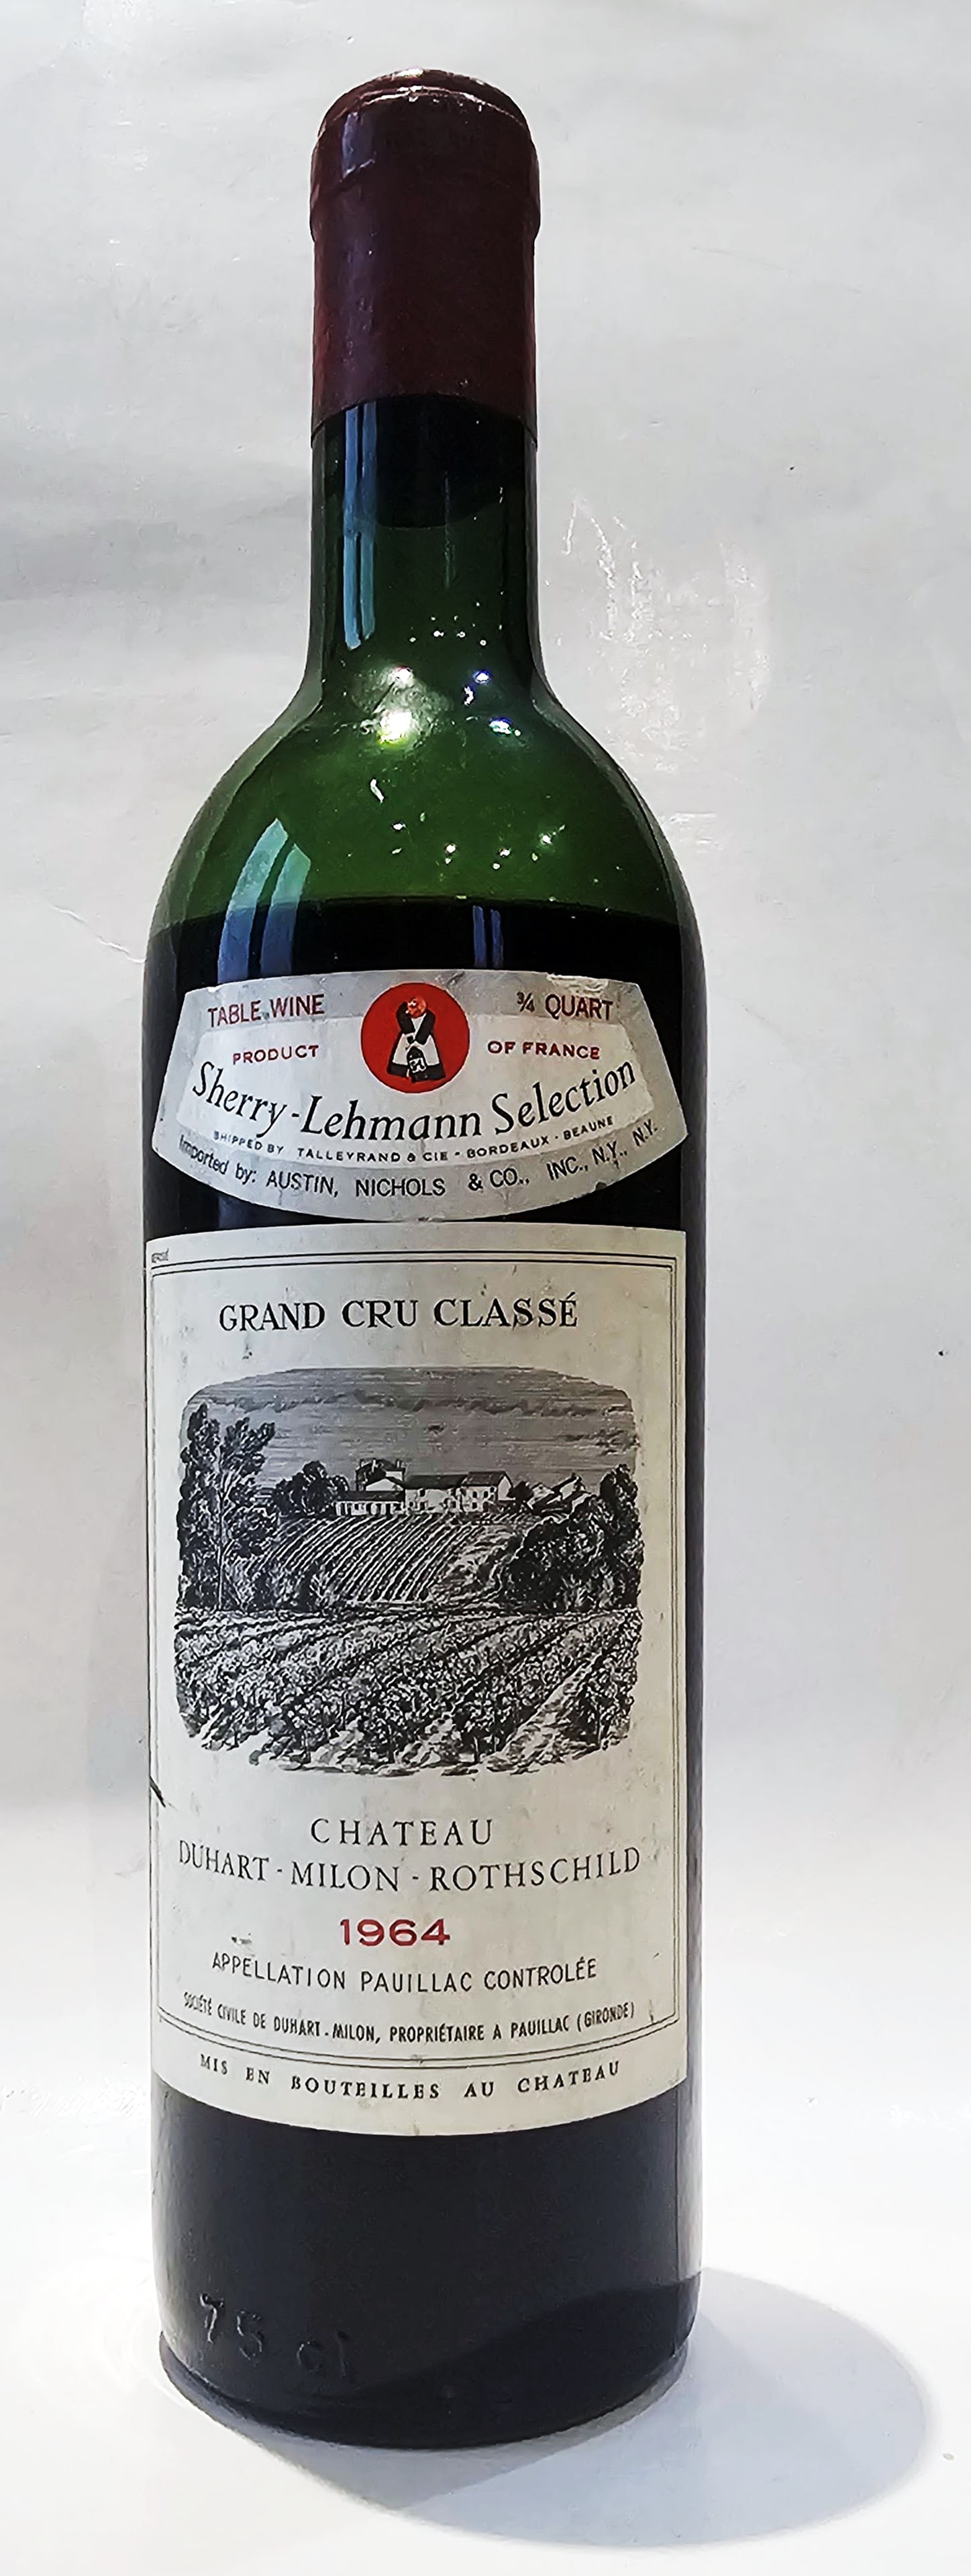 TABLE WINE ¾ QUART
PRODUCT OF FRANCE
Sherry-Lehmann Selection
SHIPPED BY TALLEYRAND & CIE - BORDEAUX - BEAUNE
Imported by: AUSTIN, NICHOLS & CO., INC., N.Y., N.Y.
GRAND CRU CLASSÉ
CHATEAU
DUHART-MILON-ROTHSCHILD
1964
APPELLATION PAUILLAC CONTROLÉE
SOCIÉTÉ CIVILE DE DUHART-MILON, PROPRIÉTAIRE A PAUILLAC (GIRONDE)
MIS EN BOUTEILLES AU CHATEAU
75 cl